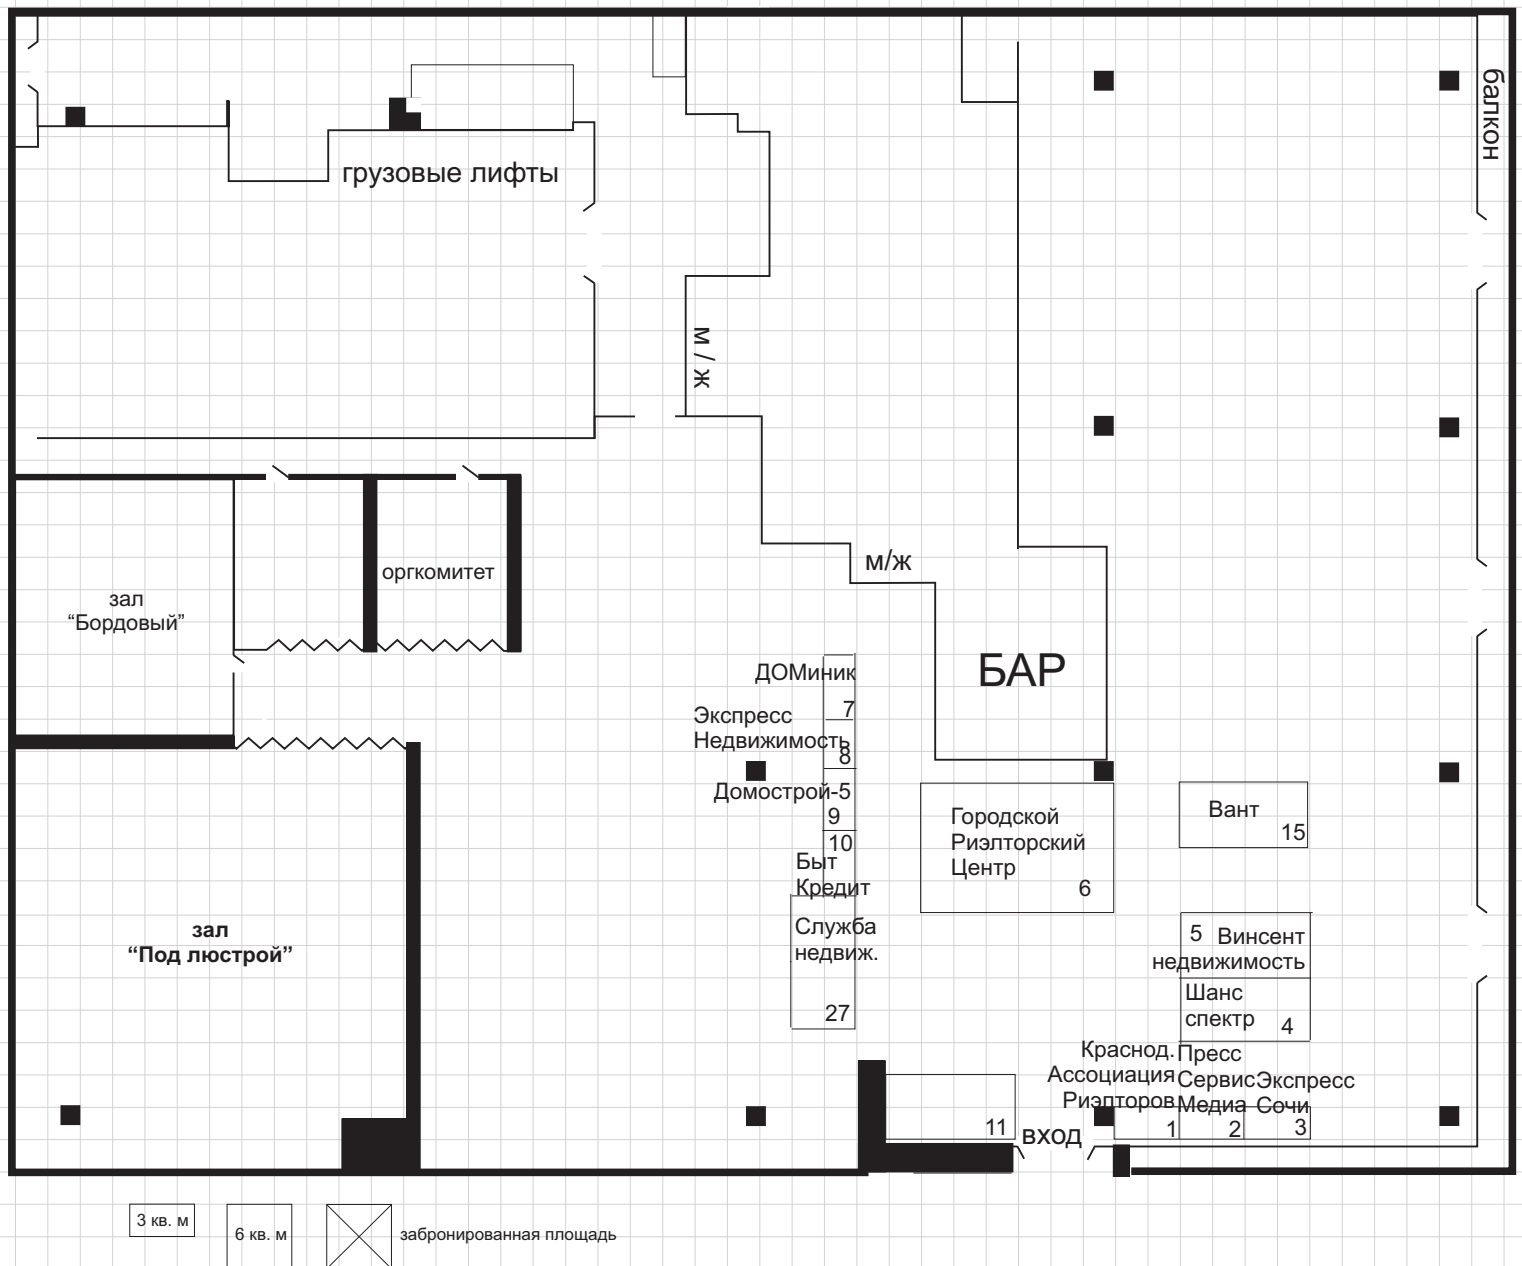 балкон
грузовые лифты
м / ж
м/ж
оргкомитет
зал
“Бордовый”
БАР
ДОМиник
7
Экспресс
Недвижимость
8
Домострой-5
9
10
Быт
Кредит
Служба
недвиж.
27
Городской
Риэлторский
Центр
6
Вант
15
5 Винсент
недвижимость
Шанс
спектр 4
зал
“Под люстрой”
Краснод.
Ассоциация
Риэпторов
1
Пресс
Сервис
Медиа
2
Экспресс
Сочи
3
11
вход
3 кв. м
6 кв. м
забронированная площадь